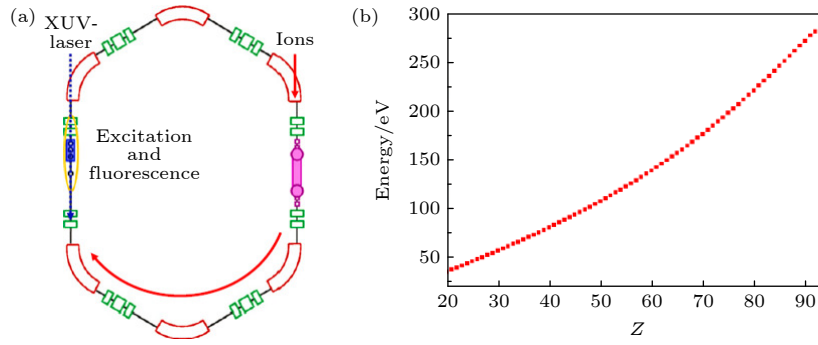 (a)
XUV-
laser
Ions
Excitation
and
fluorescence
(b)
Energy/eV
300
250
200
150
100
50
20 30 40 50 60 70 80 90
Z